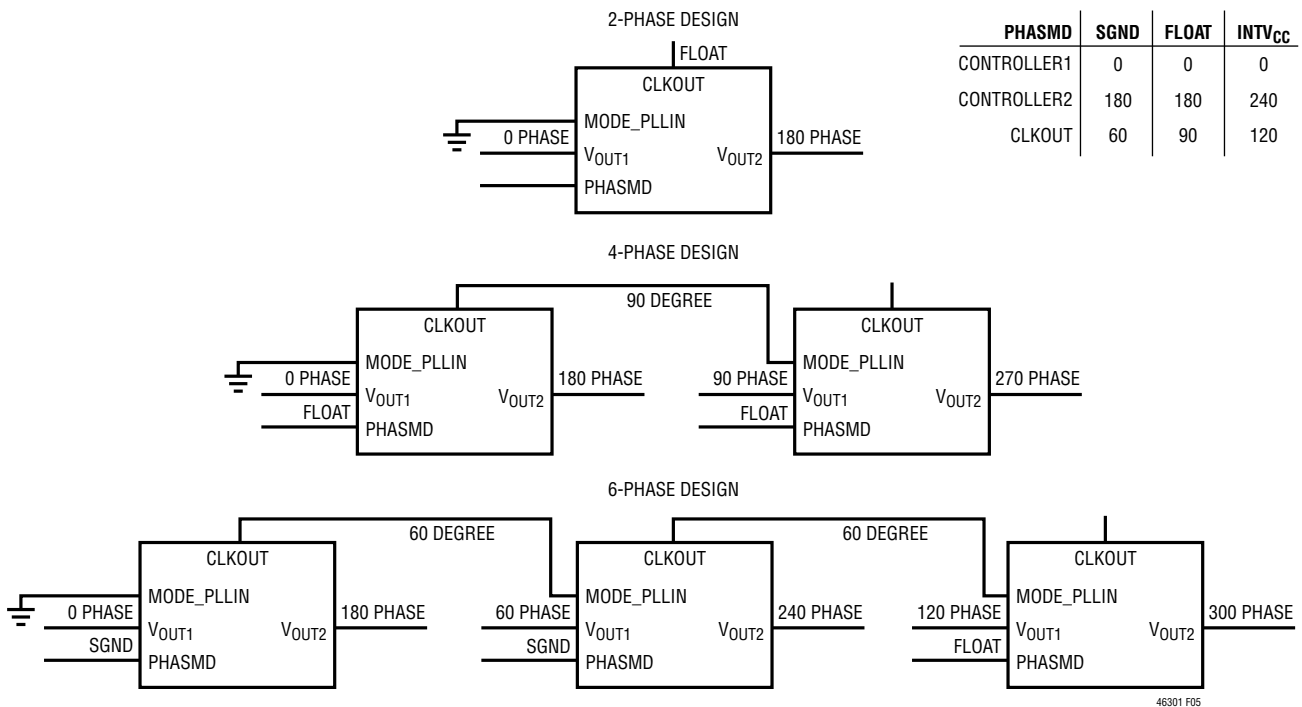 2-PHASE DESIGN
FLOAT
CLKOUT
MODE_PLLIN
0 PHASE
180 PHASE
VOUT1
VOUT2
PHASMD
PHASMD SGND FLOAT INTVCC
CONTROLLER1 0 0 0
CONTROLLER2 180 180 240
CLKOUT 60 90 120
4-PHASE DESIGN
90 DEGREE
CLKOUT
MODE_PLLIN
0 PHASE
180 PHASE
VOUT1
VOUT2
FLOAT
PHASMD
CLKOUT
MODE_PLLIN
90 PHASE
270 PHASE
VOUT1
VOUT2
FLOAT
PHASMD
6-PHASE DESIGN
60 DEGREE
60 DEGREE
CLKOUT
MODE_PLLIN
0 PHASE
180 PHASE
VOUT1
VOUT2
SGND
PHASMD
CLKOUT
MODE_PLLIN
60 PHASE
240 PHASE
VOUT1
VOUT2
SGND
PHASMD
CLKOUT
MODE_PLLIN
120 PHASE
300 PHASE
VOUT1
VOUT2
FLOAT
PHASMD
46301 F05